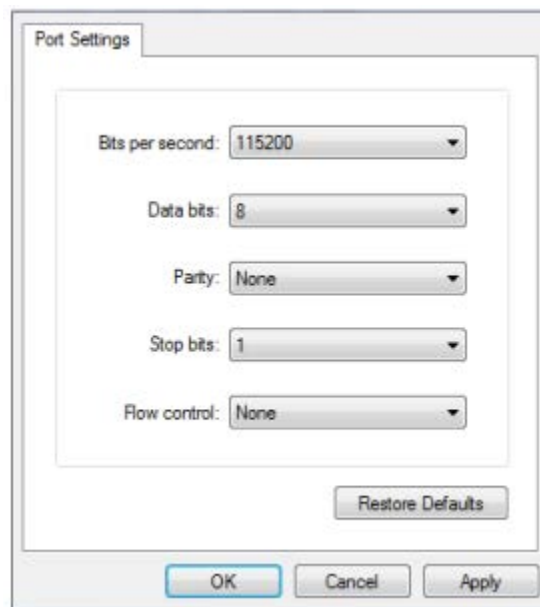 Port Settings
Bits per second: 115200
Data bits: 8
Parity: None
Stop bits: 1
Flow control: None
Restore Defaults
OK Cancel Apply